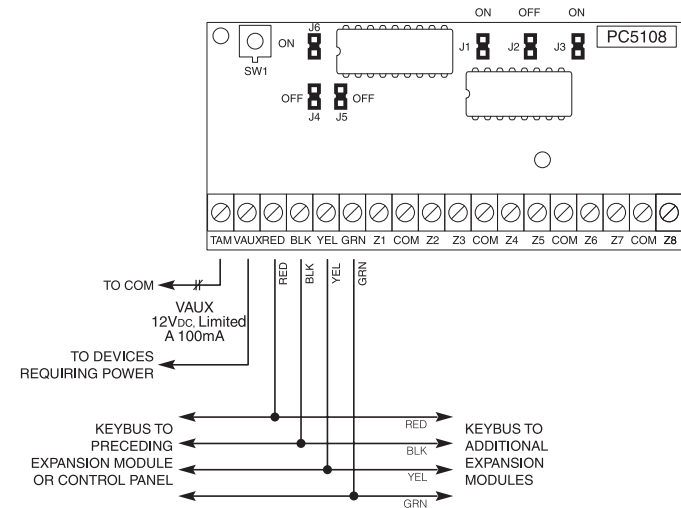 ON OFF ON
J6
ON
SW1
J1 J2 J3
PC5108
OFF OFF
J4 J5
TAM VAUX RED BLK YEL GRN Z1 COM Z2 Z3 COM Z4 Z5 COM Z6 Z7 COM Z8
RED BLK YEL GRN
TO COM
VAUX
12VDC, Limited
A 100mA
TO DEVICES
REQUIRING POWER
KEYBUS TO
PRECEDING
EXPANSION MODULE
OR CONTROL PANEL
RED
BLK
YEL
GRN
KEYBUS TO
ADDITIONAL
EXPANSION
MODULES